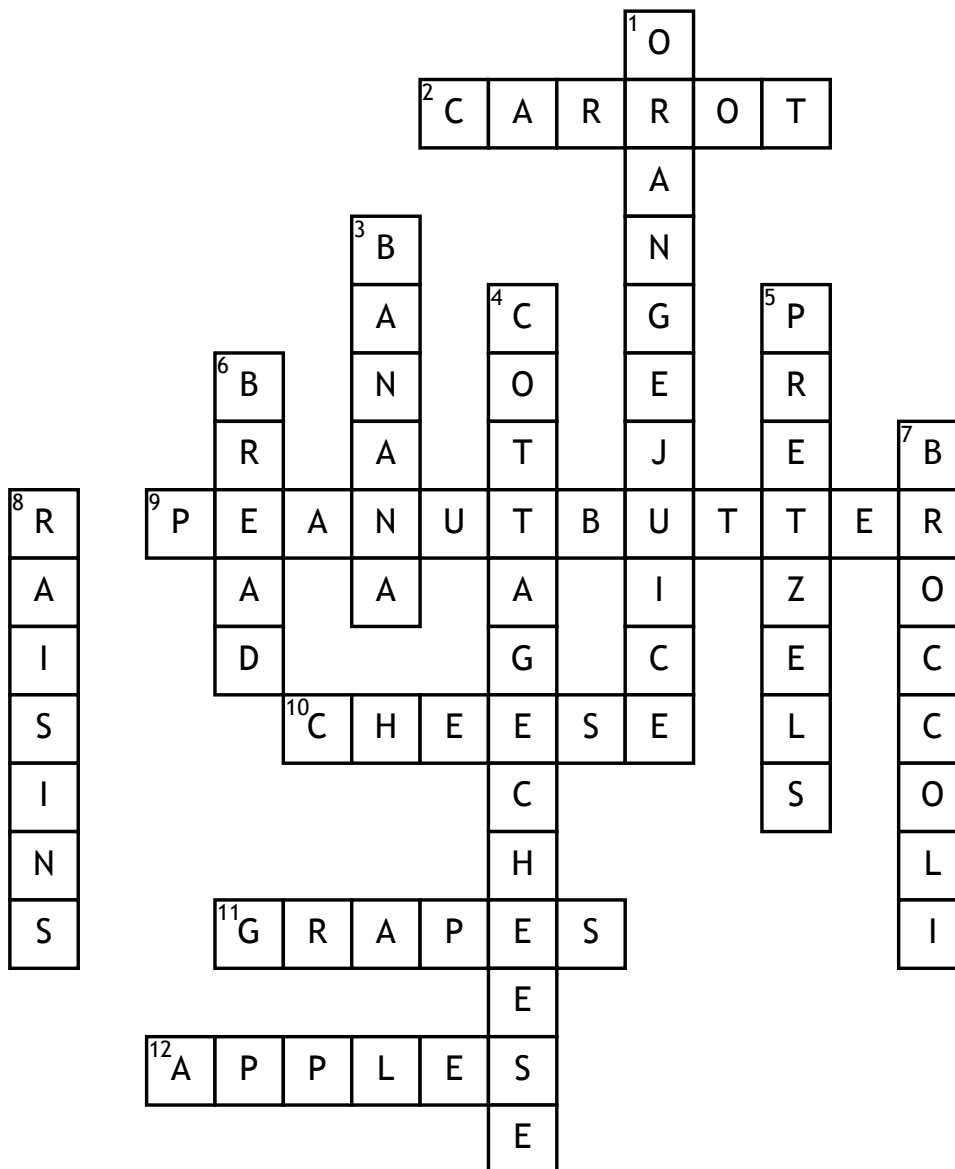 1 O
2 C A R R O T
A
3 B N
A 4 C G 5 P
6 B N O E R
R A T J E 7 B
8 R 9 P E A N U T B U T T E R
A A A A I Z O
I D G C E C
S 10 C H E E S E L C
I C S O
N H L
S 11 G R A P E S I
E
12 A P P L E S
E